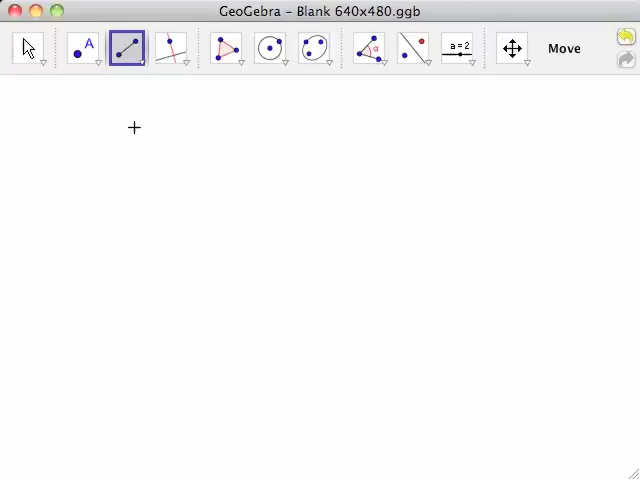 GeoGebra - Blank 640x480.ggb
A
α
a = 2
Move